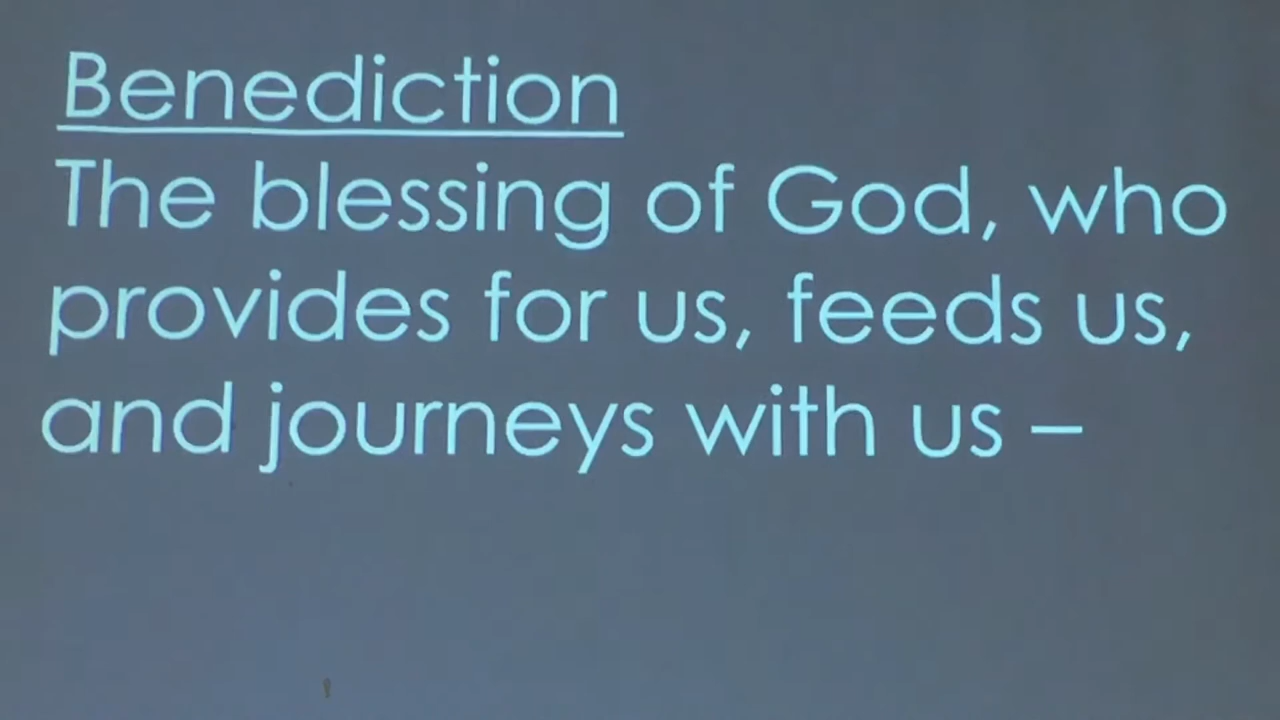 Benediction
The blessing of God, who
provides for us, feeds us,
and journeys with us –